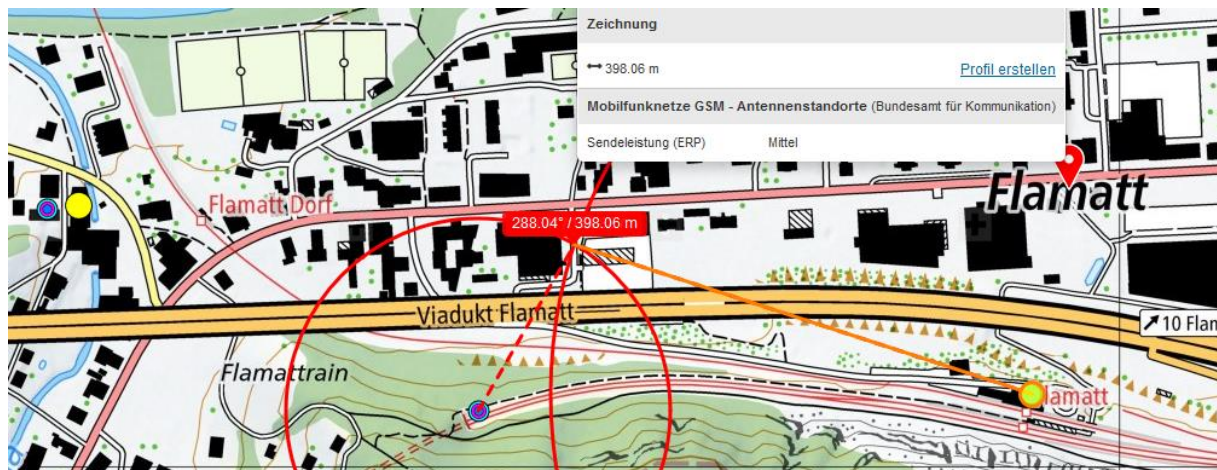 Zeichnung
398.06 m
Profil erstellen
Mobilfunknetze GSM - Antennenstandorte (Bundesamt für Kommunikation)
Sendeleistung (ERP) Mittel
Flamatt
Flamatt Dorf
288.04° / 398.06 m
Viadukt Flamatt
10 Flam
Flamattrain
lamatt